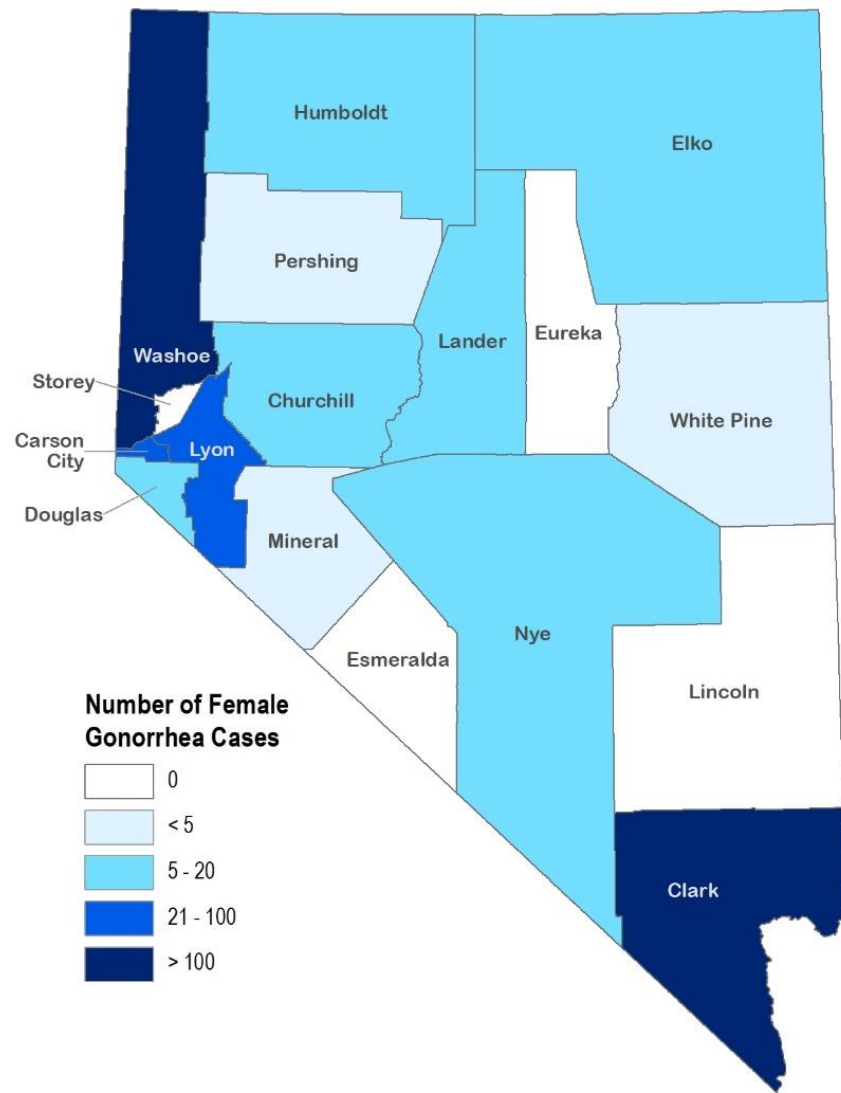 Humboldt
Elko
Pershing
Washoe
Lander
Eureka
Storey
Churchill
White Pine
Carson
City
Lyon
Douglas
Mineral
Nye
Esmeralda
Lincoln
Clark
Number of Female
Gonorrhea Cases
0
< 5
5 - 20
21 - 100
> 100